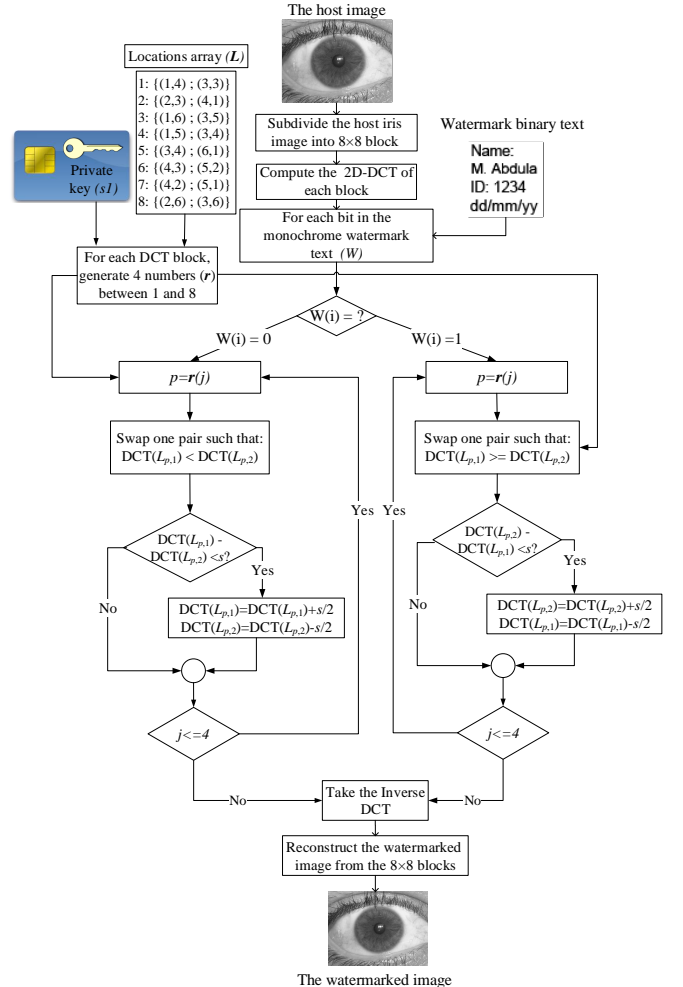 The host image
Locations array (L)
1: {(1,4) ; (3,3)}
2: {(2,3) ; (4,1)}
3: {(1,6) ; (3,5)}
4: {(1,5) ; (3,4)}
5: {(3,4) ; (6,1)}
6: {(4,3) ; (5,2)}
7: {(4,2) ; (5,1)}
8: {(2,6) ; (3,6)}
Private
key (s1)
Subdivide the host iris
image into 8×8 block
Compute the 2D-DCT of
each block
Watermark binary text
Name:
M. Abdula
ID: 1234
dd/mm/yy
For each bit in the
monochrome watermark
text (W)
For each DCT block,
generate 4 numbers (r)
between 1 and 8
W(i) = ?
W(i) = 0
W(i) =1
p=r(j)
p=r(j)
Swap one pair such that:
DCT(Lp,1) < DCT(Lp,2)
Swap one pair such that:
DCT(Lp,1) >= DCT(Lp,2)
Yes
Yes
DCT(Lp,1) -
DCT(Lp,2) <s?
Yes
No
DCT(Lp,1)=DCT(Lp,1)+s/2
DCT(Lp,2)=DCT(Lp,2)-s/2
DCT(Lp,2) -
DCT(Lp,1) <s?
Yes
No
DCT(Lp,2)=DCT(Lp,2)+s/2
DCT(Lp,1)=DCT(Lp,1)-s/2
j<=4
j<=4
No
No
Take the Inverse
DCT
Reconstruct the watermarked
image from the 8×8 blocks
The watermarked image